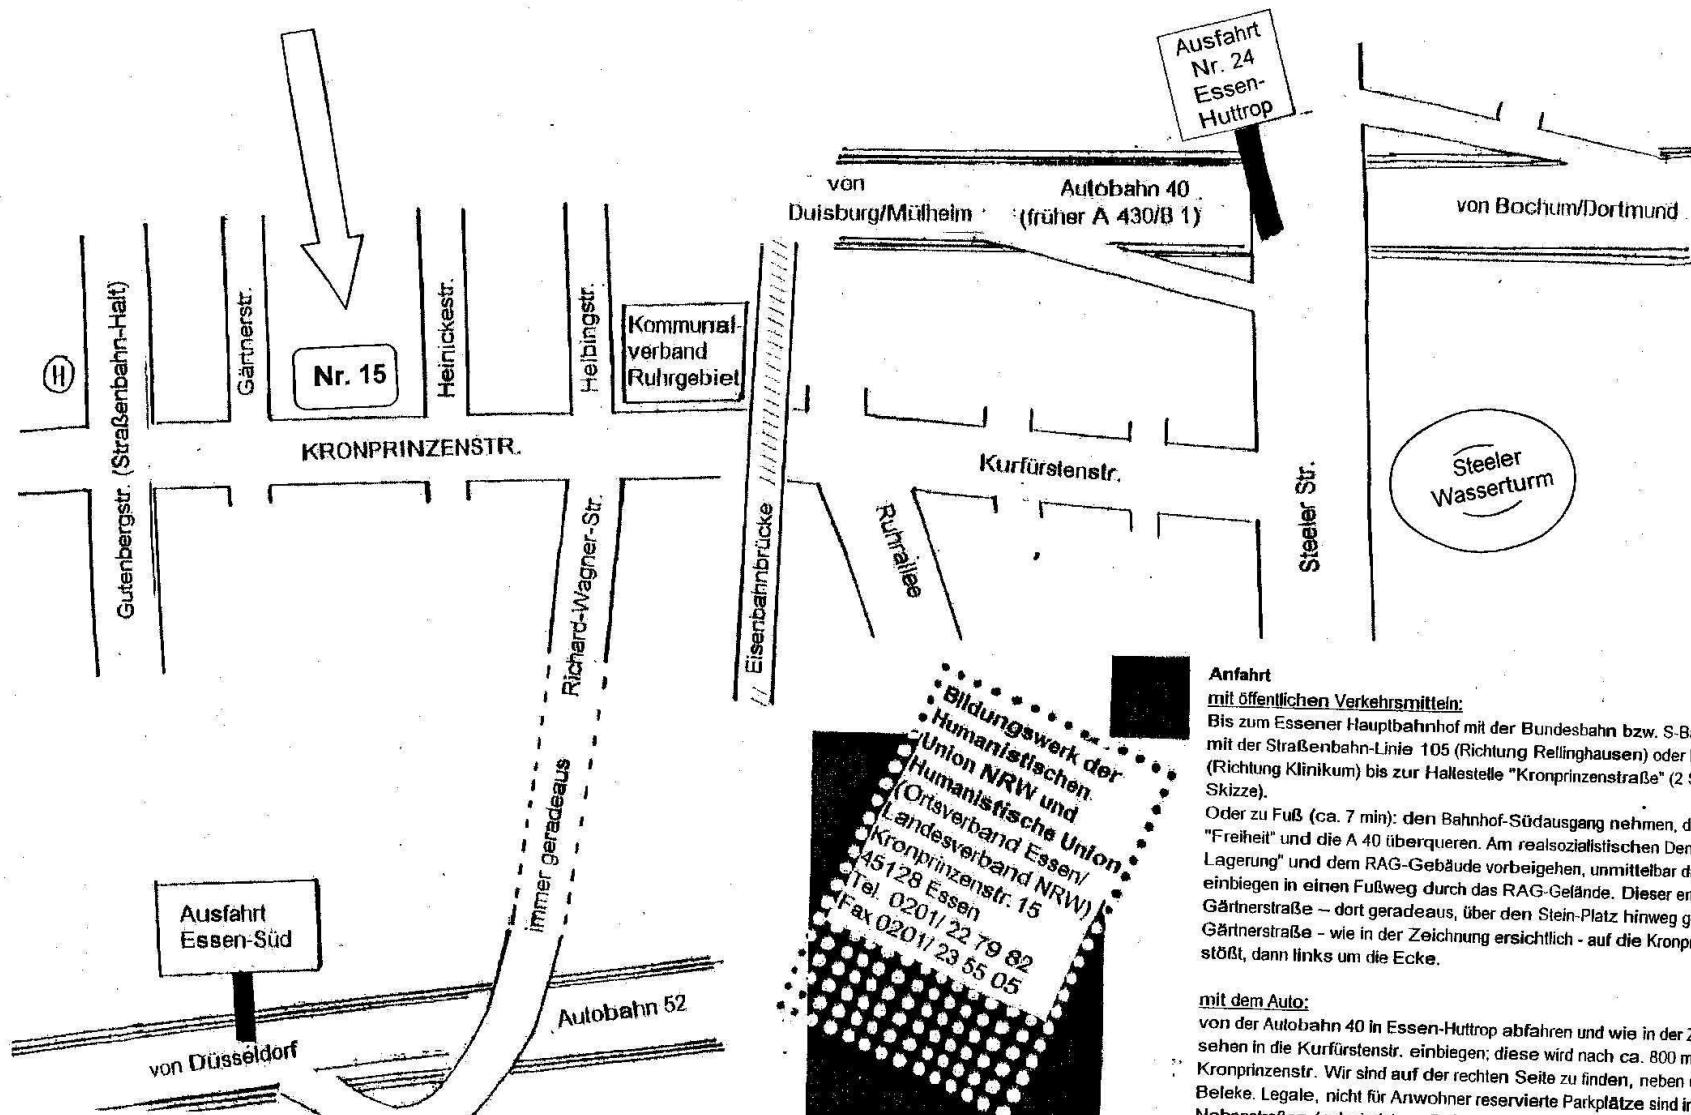 Ausfahrt
Nr. 24
Essen-
Huttrop
von
Duisburg/Mülheim
Autobahn 40
(früher A 430/B 1)
von Bochum/Dortmund
Gutenbergstr. (Straßenbahn-Halt)
H
Gärtnerstr.
Nr. 15
Heinickestr.
Helbingstr.
Kommunal-
verband
Ruhrgebiet
KRONPRINZENSTR.
Kurfürstenstr.
Steeler Str.
Steeler
Wasserturm
Eisenbahnbrücke
Ruhrallee
Richard-Wagner-Str.
immer geradeaus
Ausfahrt
Essen-Süd
von Düsseldorf
Autobahn 52
Bildungswerk der
Humanistischen
Union NRW und
Humanistische Union
(Ortsverband Essen/
Landesverband NRW)
Kronprinzenstr. 15
45128 Essen
Tel. 0201/ 22 79 82
Fax 0201/ 23 55 05
Anfahrt
mit öffentlichen Verkehrsmitteln:
Bis zum Essener Hauptbahnhof mit der Bundesbahn bzw. S-Ba
mit der Straßenbahn-Linie 105 (Richtung Rellinghausen) oder
(Richtung Klinikum) bis zur Haltestelle "Kronprinzenstraße" (2 S
Skizze).
Oder zu Fuß (ca. 7 min): den Bahnhof-Südausgang nehmen, d
"Freiheit" und die A 40 überqueren. Am realsozialistischen Den
Lagerung" und dem RAG-Gebäude vorbeigehen, unmittelbar d
einbiegen in einen Fußweg durch das RAG-Gelände. Dieser en
Gärtnerstraße – dort geradeaus, über den Stein-Platz hinweg g
Gärtnerstraße - wie in der Zeichnung ersichtlich - auf die Kronp
stößt, dann links um die Ecke.
mit dem Auto:
von der Autobahn 40 in Essen-Huttrop abfahren und wie in der Z
sehen in die Kurfürstenstr. einbiegen; diese wird nach ca. 800 m
Kronprinzenstr. Wir sind auf der rechten Seite zu finden, neben
Beleke. Legale, nicht für Anwohner reservierte Parkplätze sind in